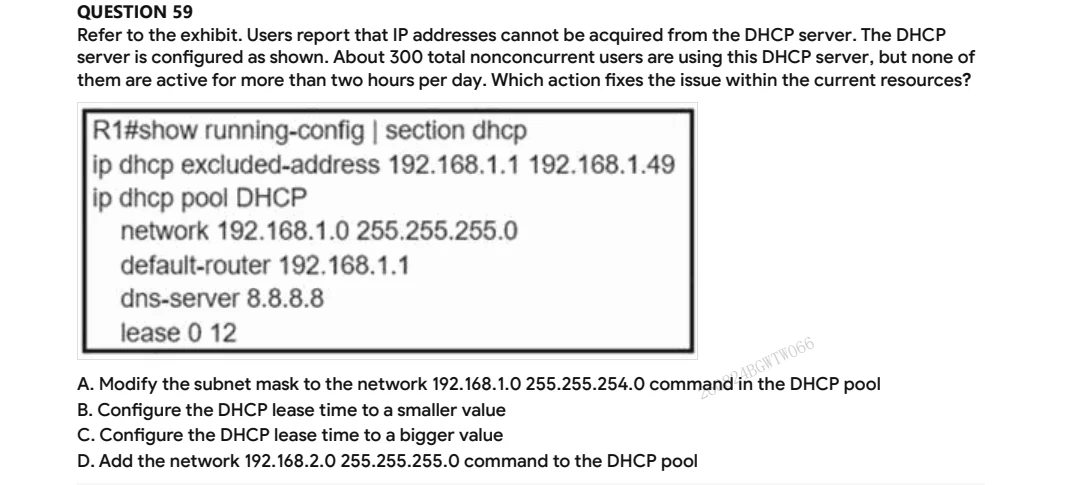 QUESTION 59
Refer to the exhibit. Users report that IP addresses cannot be acquired from the DHCP server. The DHCP
server is configured as shown. About 300 total nonconcurrent users are using this DHCP server, but none of
them are active for more than two hours per day. Which action fixes the issue within the current resources?
R1#show running-config | section dhcp
ip dhcp excluded-address 192.168.1.1 192.168.1.49
ip dhcp pool DHCP
network 192.168.1.0 255.255.255.0
default-router 192.168.1.1
dns-server 8.8.8.8
lease 0 12
A. Modify the subnet mask to the network 192.168.1.0 255.255.254.0 command in the DHCP pool
B. Configure the DHCP lease time to a smaller value
C. Configure the DHCP lease time to a bigger value
D. Add the network 192.168.2.0 255.255.255.0 command to the DHCP pool